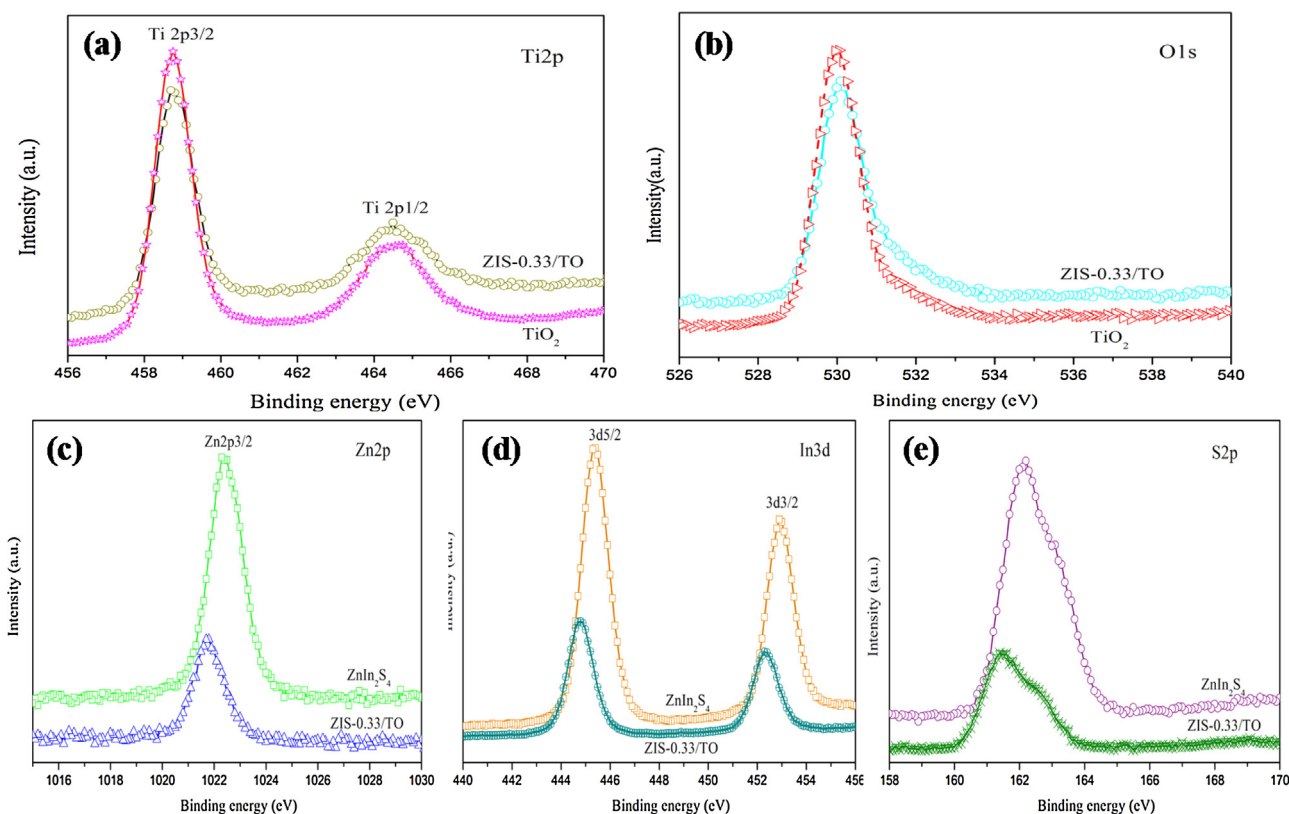 (a)
Ti 2p3/2
Ti2p
Ti 2p1/2
ZIS-0.33/TO
TiO2
Intensity (a.u.)
456 458 460 462 464 466 468 470
Binding energy (eV)
(b)
O1s
ZIS-0.33/TO
TiO2
Intensity(a.u.)
526 528 530 532 534 536 538 540
Binding energy (eV)
(c)
Zn2p3/2
Zn2p
ZnIn2S4
ZIS-0.33/TO
Intensity (a.u.)
1016 1018 1020 1022 1024 1026 1028 1030
Binding energy (eV)
(d)
3d5/2
In3d
3d3/2
ZnIn2S4
ZIS-0.33/TO
Intensity (a.u.)
440 442 444 446 448 450 452 454 456
Binding energy (eV)
(e)
S2p
ZnIn2S4
ZIS-0.33/TO
Intensity (a.u.)
158 160 162 164 166 168 170
Binding energy (eV)